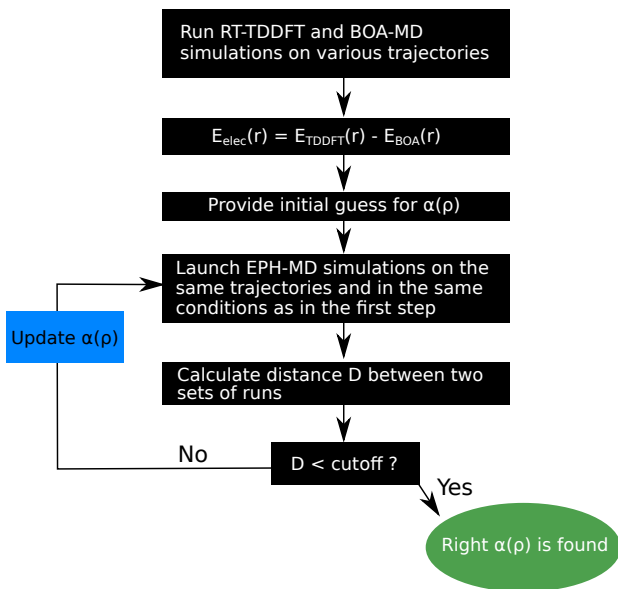 Run RT-TDDFT and BOA-MD
simulations on various trajectories
E_elec(r) = E_TDDFT(r) - E_BOA(r)
Provide initial guess for α(ρ)
Launch EPH-MD simulations on the
same trajectories and in the same
conditions as in the first step
Update α(ρ)
Calculate distance D between two
sets of runs
No
D < cutoff ?
Yes
Right α(ρ) is found